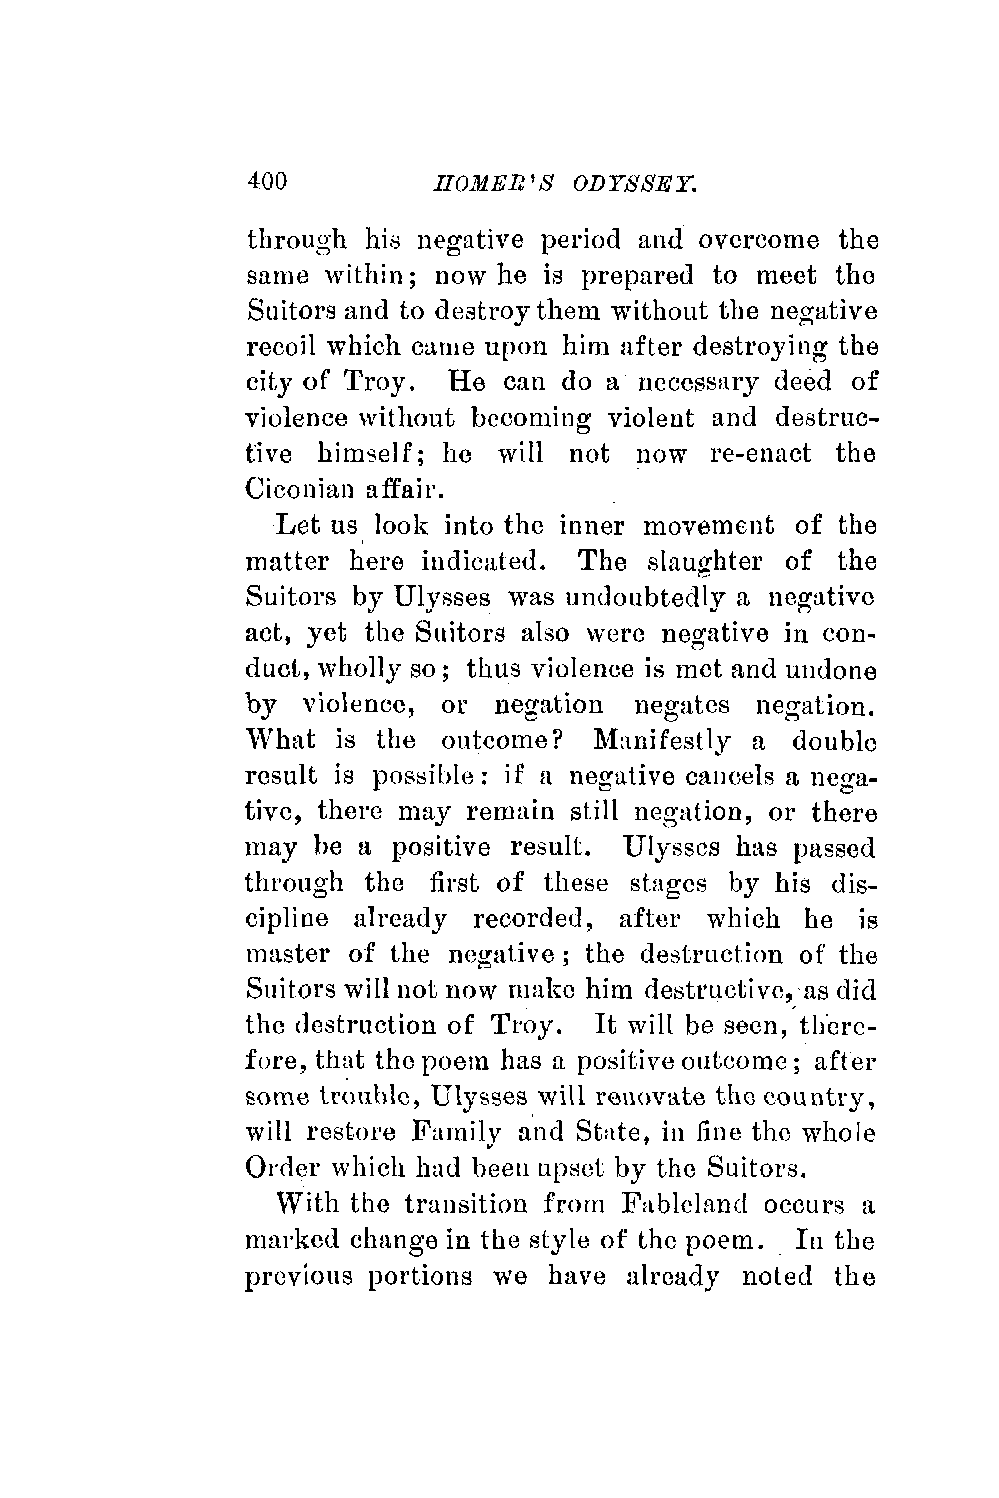 400 HOMER'S ODYSSEY.
through his negative period and overcome the
same within; now he is prepared to meet the
Suitors and to destroy them without the negative
recoil which came upon him after destroying the
city of Troy. He can do a necessary deed of
violence without becoming violent and destruc-
tive himself; he will not now re-enact the
Ciconian affair.
Let us look into the inner movement of the
matter here indicated. The slaughter of the
Suitors by Ulysses was undoubtedly a negative
act, yet the Suitors also were negative in con-
duct, wholly so; thus violence is met and undone
by violence, or negation negates negation.
What is the outcome? Manifestly a double
result is possible: if a negative cancels a nega-
tive, there may remain still negation, or there
may be a positive result. Ulysses has passed
through the first of these stages by his dis-
cipline already recorded, after which he is
master of the negative; the destruction of the
Suitors will not now make him destructive, as did
the destruction of Troy. It will be seen, there-
fore, that the poem has a positive outcome; after
some trouble, Ulysses will renovate the country,
will restore Family and State, in fine the whole
Order which had been upset by the Suitors.
With the transition from Fableland occurs a
marked change in the style of the poem. In the
previous portions we have already noted the